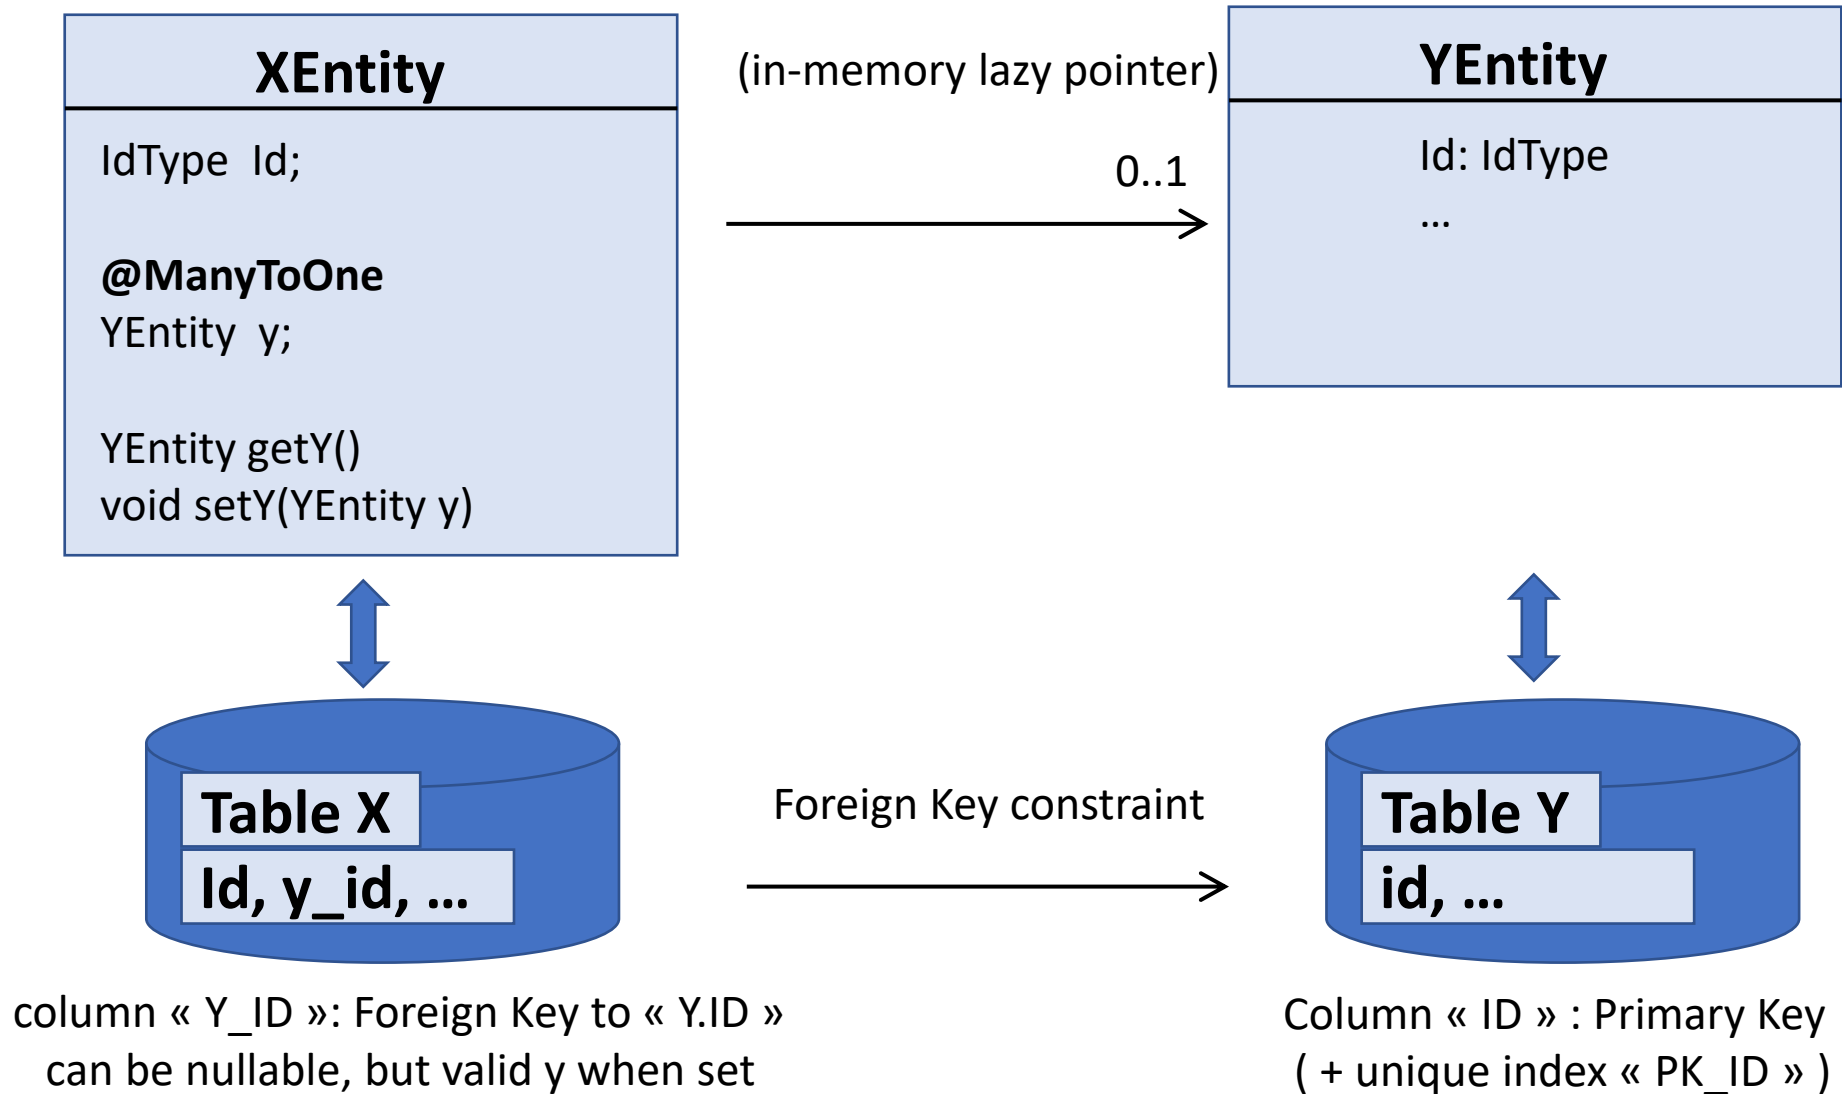 XEntity
IdType  Id;
@ManyToOne
YEntity  y;
YEntity getY()
void setY(YEntity y)
(in-memory lazy pointer)
0..1
YEntity
Id: IdType
...
Table X
Id, y_id, ...
Foreign Key constraint
Table Y
id, ...
column « Y_ID »: Foreign Key to « Y.ID »
can be nullable, but valid y when set
Column « ID » : Primary Key
( + unique index « PK_ID » )